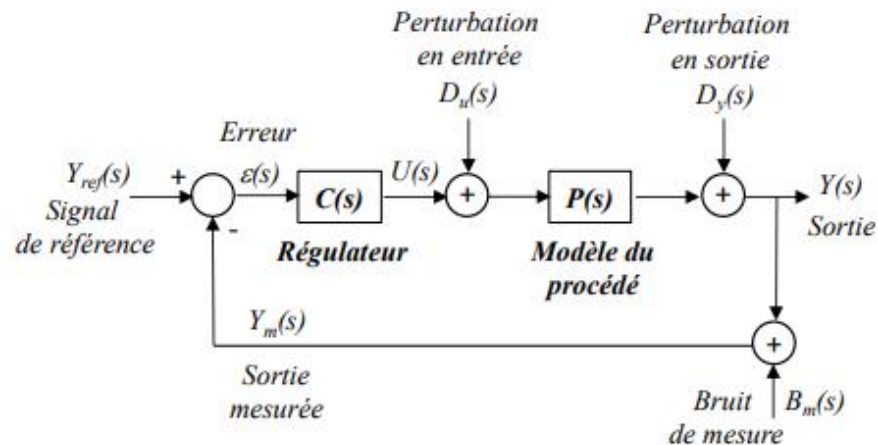 Perturbation
en entrée
D_u(s)
Perturbation
en sortie
D_y(s)
Erreur
Y_ref(s)
+
ε(s)
C(s)
U(s)
+
P(s)
+
Y(s)
Signal
de référence
-
Régulateur
Modèle du
procédé
Sortie
Y_m(s)
+
Sortie
mesurée
Bruit
de mesure
B_m(s)